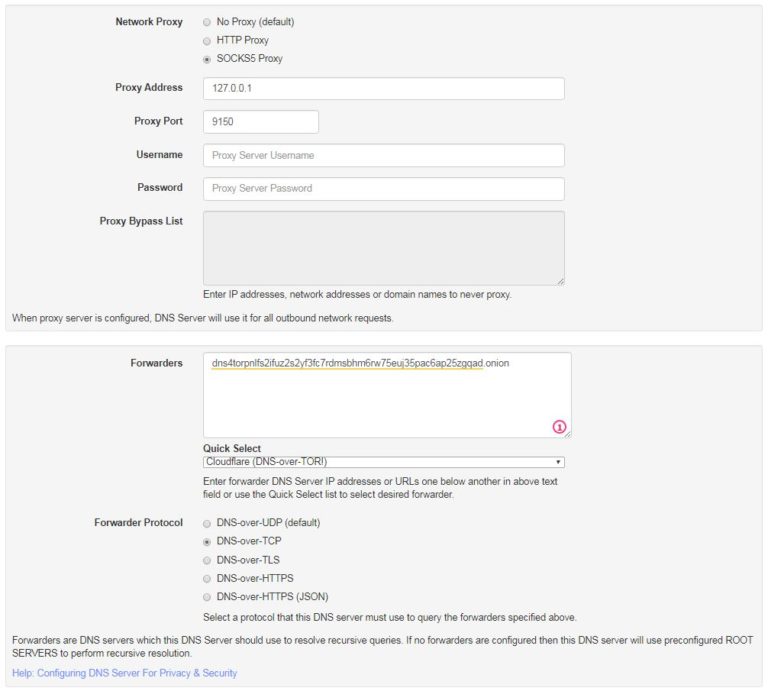 Network Proxy
No Proxy (default)
HTTP Proxy
SOCKS5 Proxy
Proxy Address
127.0.0.1
Proxy Port
9150
Username
Proxy Server Username
Password
Proxy Server Password
Proxy Bypass List
Enter IP addresses, network addresses or domain names to never proxy.
When proxy server is configured, DNS Server will use it for all outbound network requests.
Forwarders
dns4torpnlfs2ifuz2s2yf3fc7rdmsbhm6rw75euj35pac6ap25zgqad.onion
1
Quick Select
Cloudflare (DNS-over-TORI)
Enter forwarder DNS Server IP addresses or URLs one below another in above text
field or use the Quick Select list to select desired forwarder.
Forwarder Protocol
DNS-over-UDP (default)
DNS-over-TCP
DNS-over-TLS
DNS-over-HTTPS
DNS-over-HTTPS (JSON)
Select a protocol that this DNS server must use to query the forwarders specified above.
Forwarders are DNS servers which this DNS Server should use to resolve recursive queries. If no forwarders are configured then this DNS server will use preconfigured ROOT
SERVERS to perform recursive resolution.
Help: Configuring DNS Server For Privacy & Security